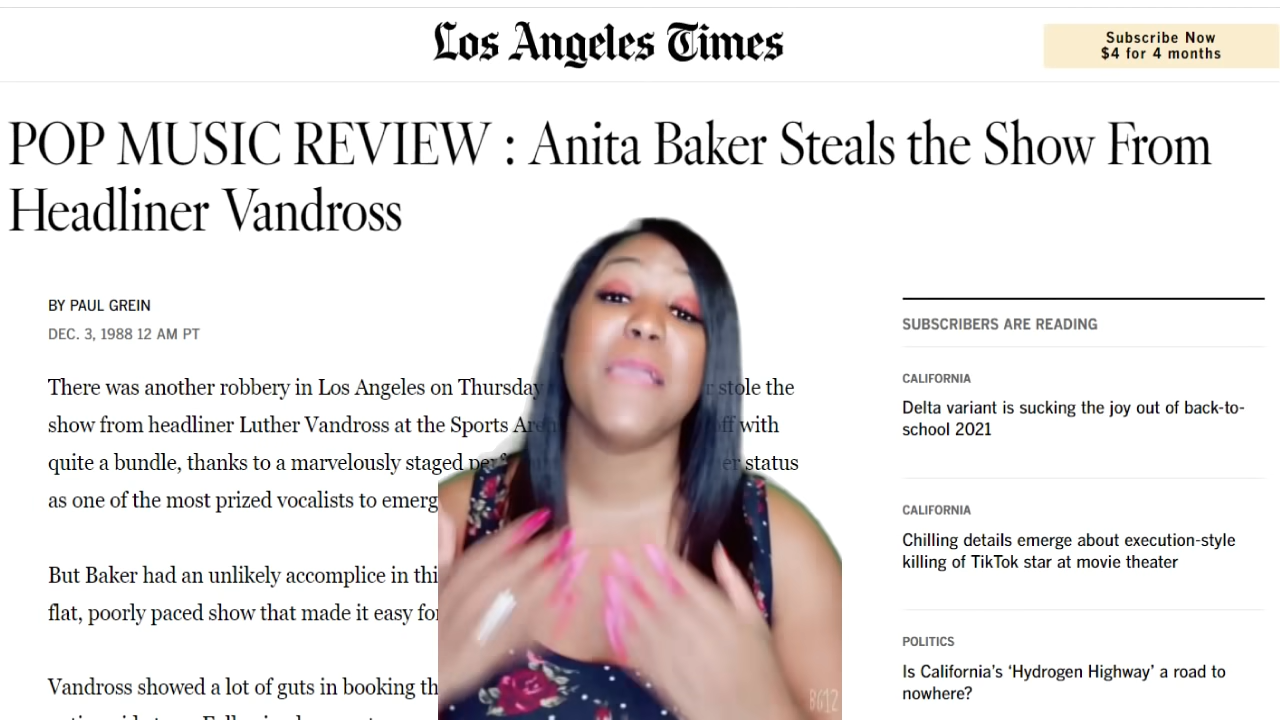 Los Angeles Times
Subscribe Now
$4 for 4 months
POP MUSIC REVIEW : Anita Baker Steals the Show From
Headliner Vandross
BY PAUL GREIN
DEC. 3, 1988 12 AM PT
There was another robbery in Los Angeles on Thursday stole the
show from headliner Luther Vandross at the Sports off with
quite a bundle, thanks to a marvelously staged status
as one of the most prized vocalists to emerg
But Baker had an unlikely accomplice in thi
flat, poorly paced show that made it easy for
Vandross showed a lot of guts in booking th
SUBSCRIBERS ARE READING
CALIFORNIA
Delta variant is sucking the joy out of back-to-
school 2021
CALIFORNIA
Chilling details emerge about execution-style
killing of TikTok star at movie theater
POLITICS
Is California's ‘Hydrogen Highway’ a road to
nowhere?
BG12